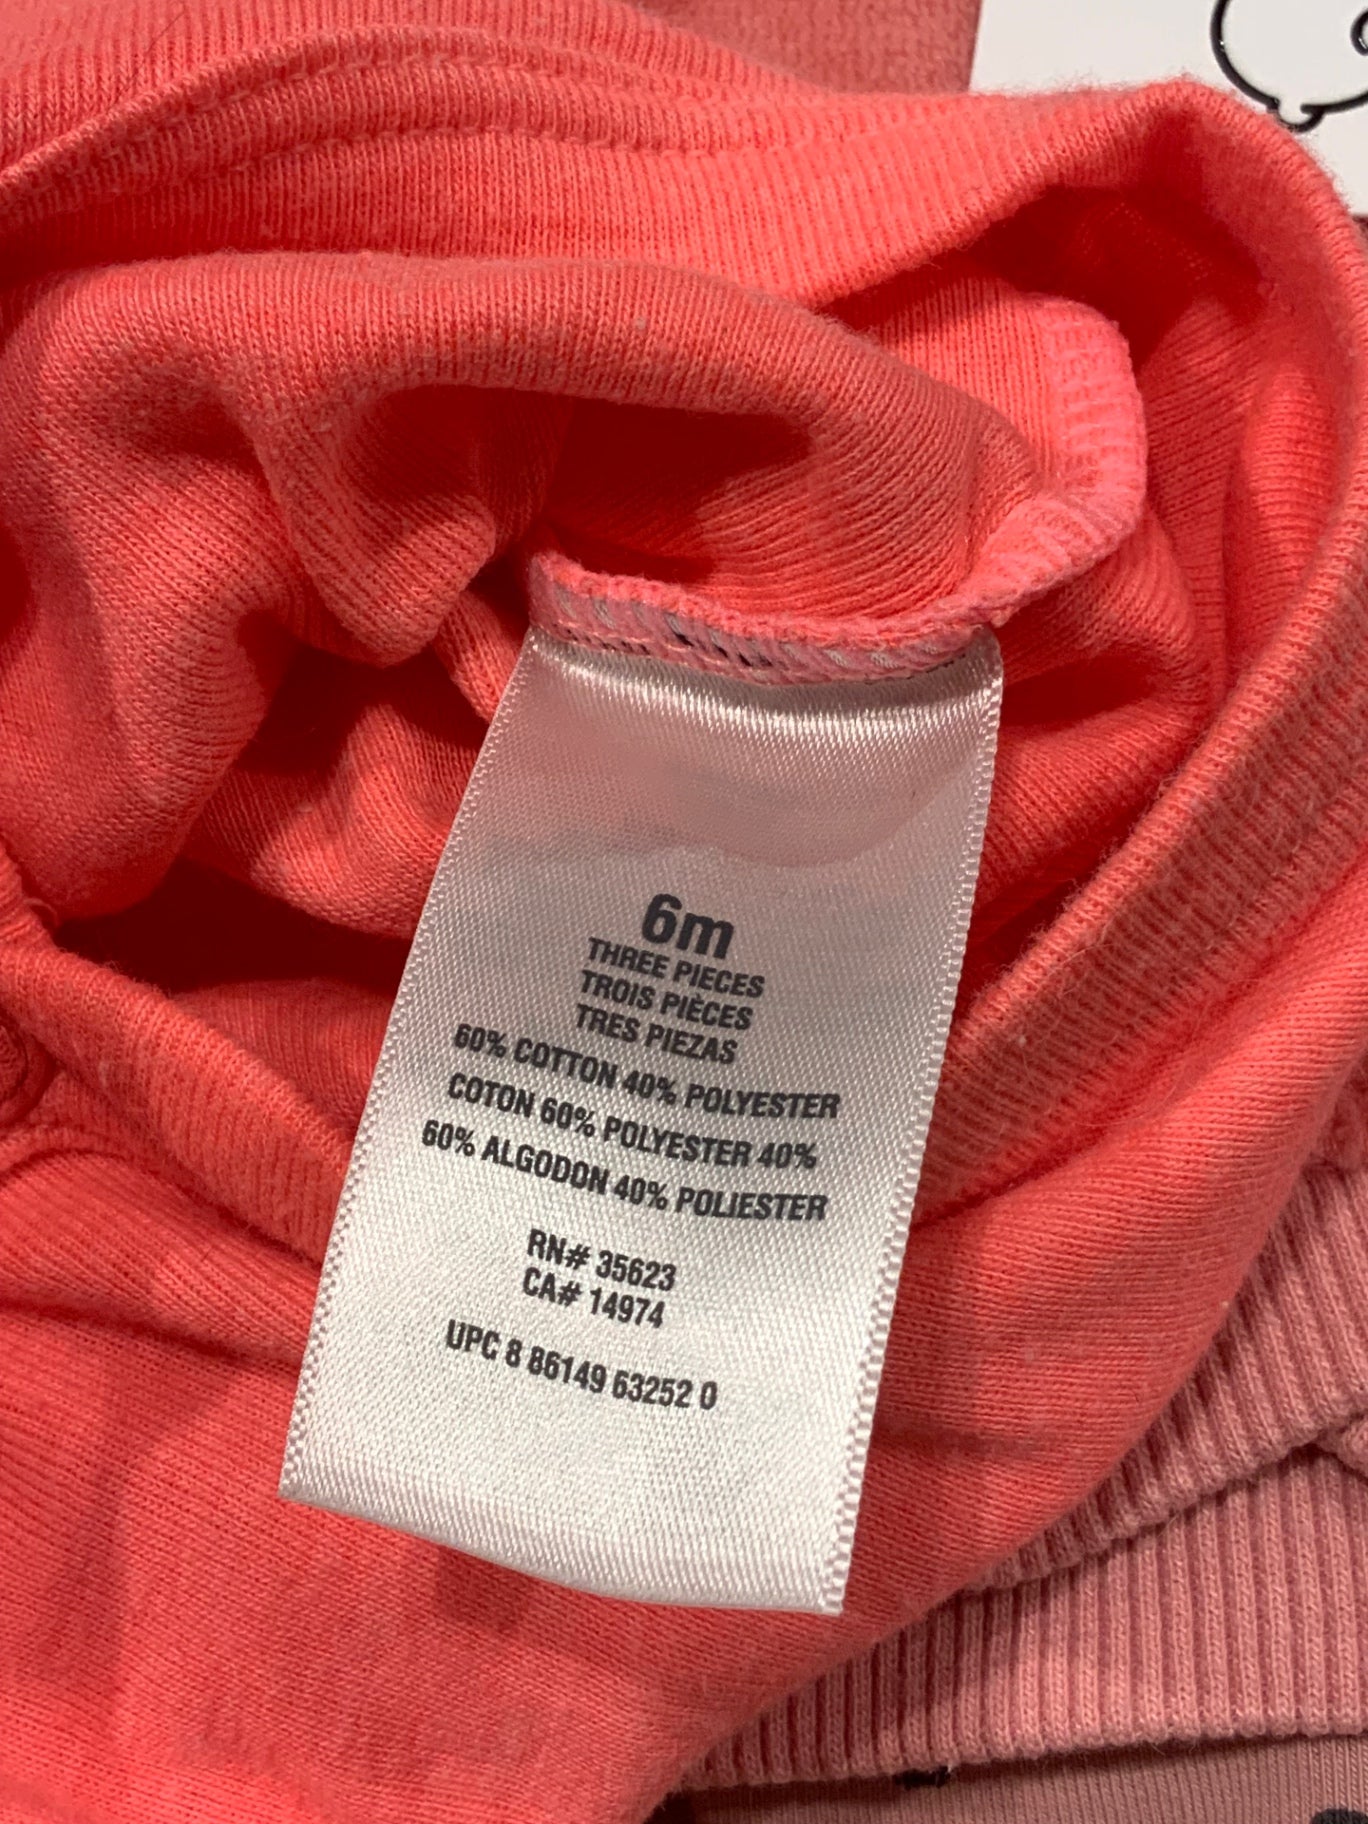 6m
THREE PIECES
TROIS PIÈCES
TRES PIEZAS
60% COTTON 40% POLYESTER
COTON 60% POLYESTER 40%
60% ALGODON 40% POLIESTER
RN# 35623
CA# 14974
UPC 8 86149 63252 0